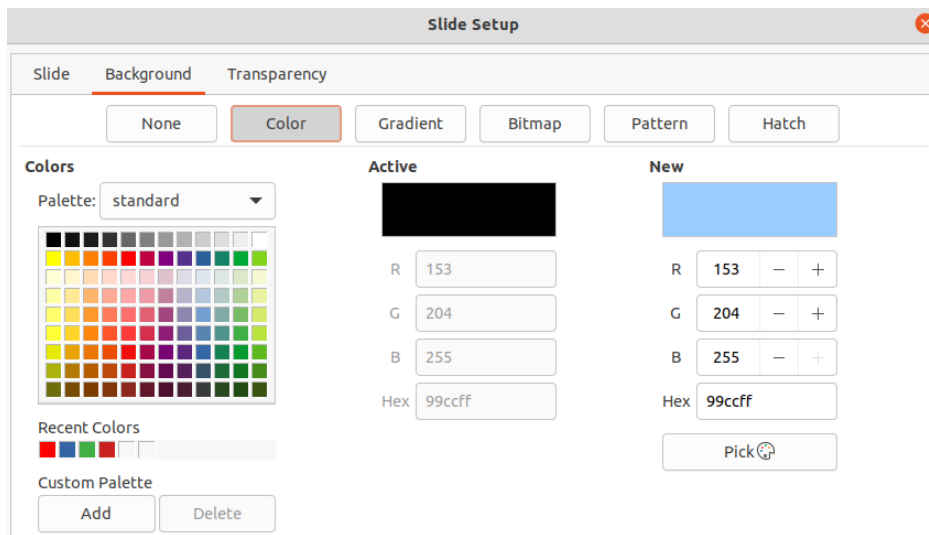 Slide Setup
Slide Background Transparency
None Color Gradient Bitmap Pattern Hatch
Colors Active New
Palette: standard
R 153 R 153 − +
G 204 G 204 − +
B 255 B 255 − +
Hex 99ccff Hex 99ccff
Recent Colors
Pick
Custom Palette
Add Delete